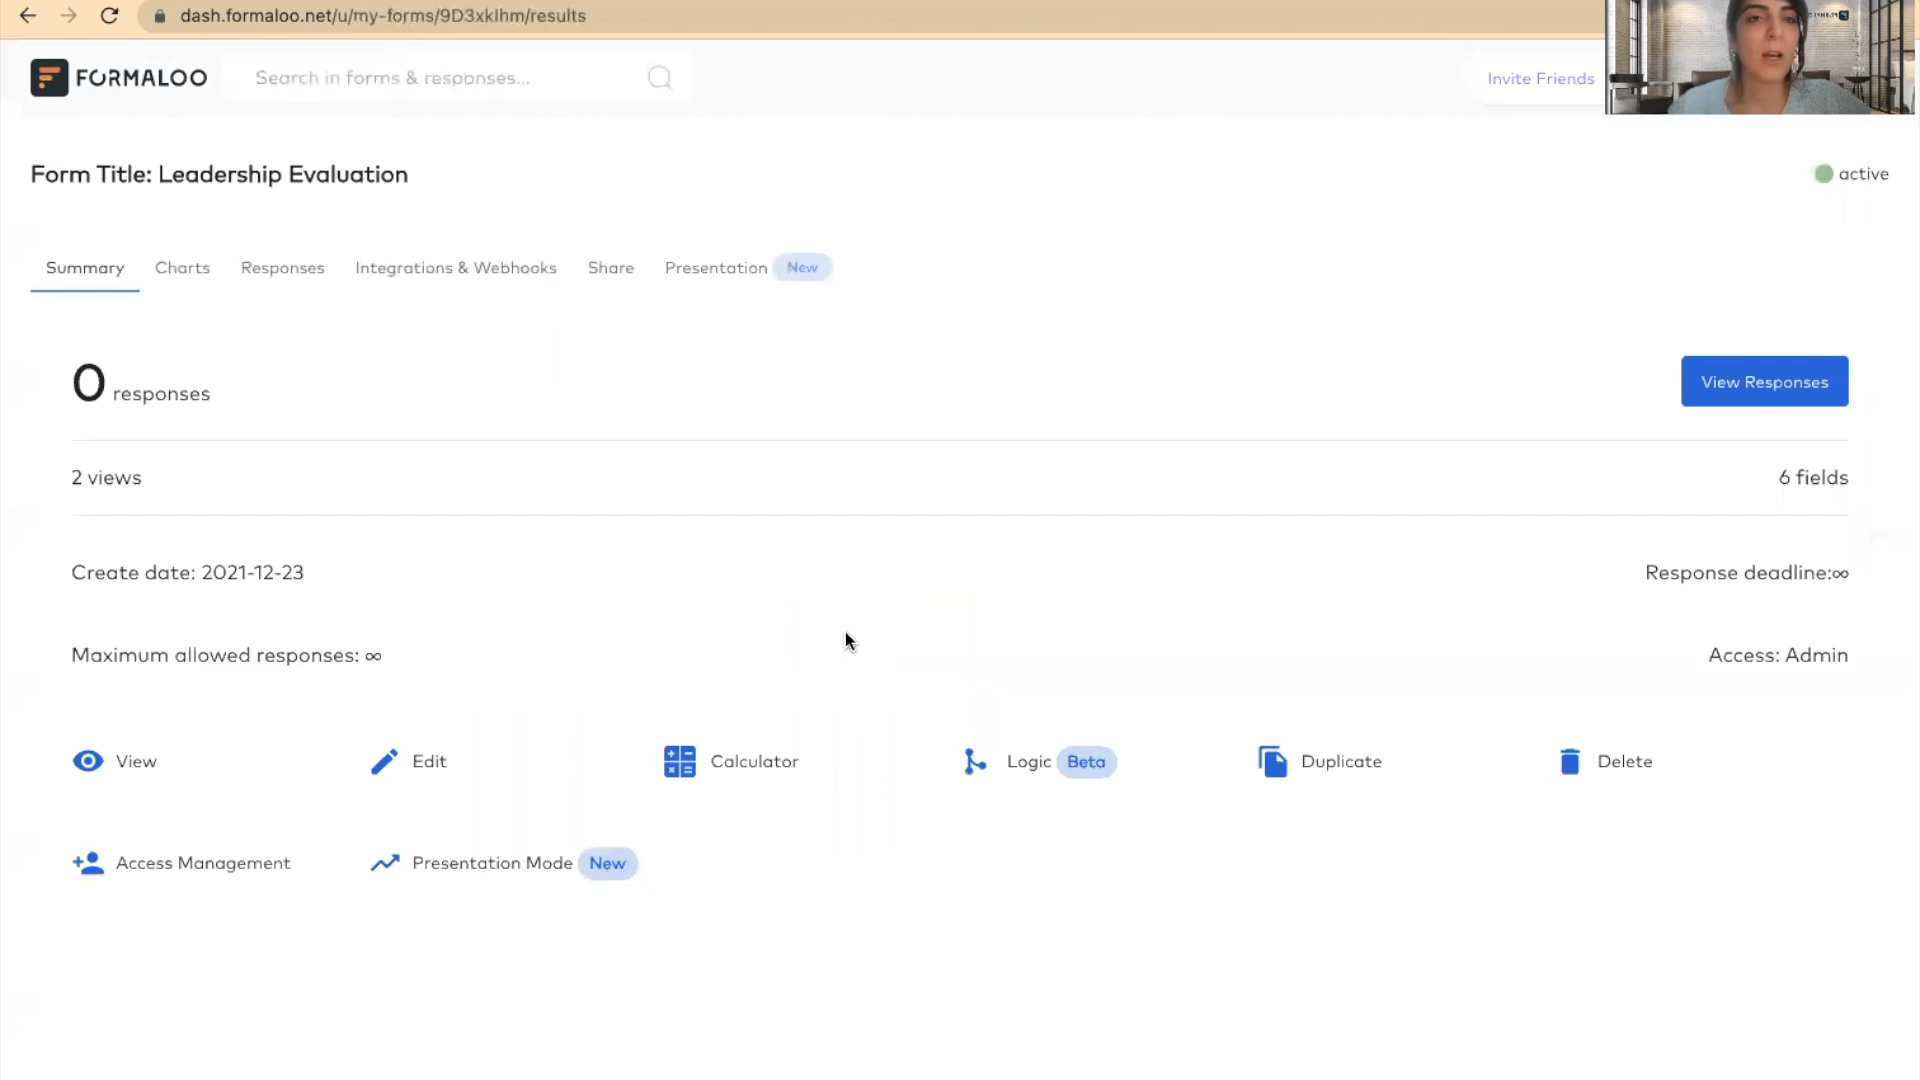 dash.formaloo.net/u/my-forms/9D3xklhm/results
FORMALOO
Search in forms & responses...
Invite Friends
Form Title: Leadership Evaluation
active
Summary
Charts
Responses
Integrations & Webhooks
Share
Presentation New
0 responses
View Responses
2 views
6 fields
Create date: 2021-12-23
Response deadline:∞
Maximum allowed responses: ∞
Access: Admin
View
Edit
Calculator
Logic Beta
Duplicate
Delete
Access Management
Presentation Mode New